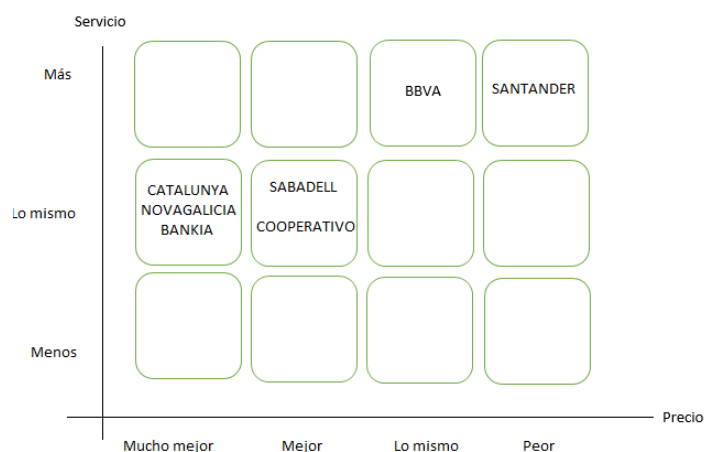 Servicio
Más
BBVA
SANTANDER
Lo mismo
CATALUNYA
NOVAGALICIA
BANKIA
SABADELL
COOPERATIVO
Menos
Precio
Mucho mejor
Mejor
Lo mismo
Peor